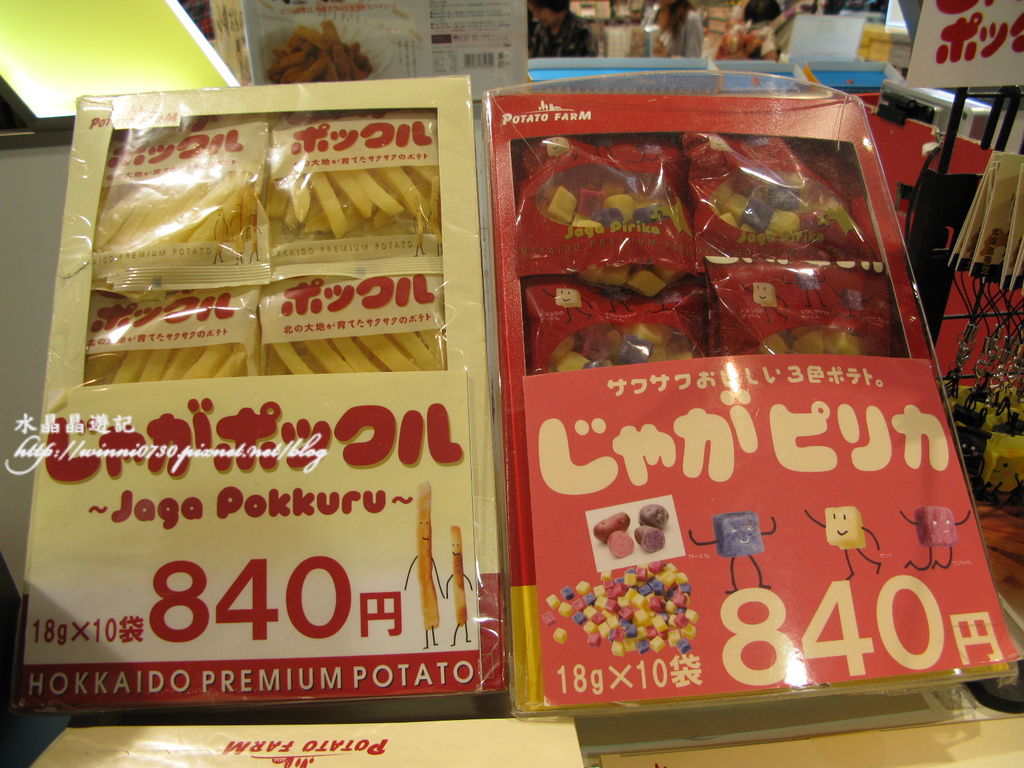 POTATO FARM
ポックル
ポックル
北の大地が育てたサクサクのポテト
HOKKAIDO PREMIUM POTATO
ポックル
ポックル
北の大地が育てたサクサクのポテト
北の大地が育てたサクサクのポテト
じゃがポックル
~Jaga Pokkuru~
840円
18g×10袋
HOKKAIDO PREMIUM POTATO
水晶晶遊記
http://winni0730.pixnet.net/blog
POTATO FARM
POTATO FARM
Jaga Pirika
HOKKAIDO PREMIUM POTATO
Jaga Pirika
サクサクおいしい3色ポテト。
じゃがピリカ
840円
18g×10袋
ポッ